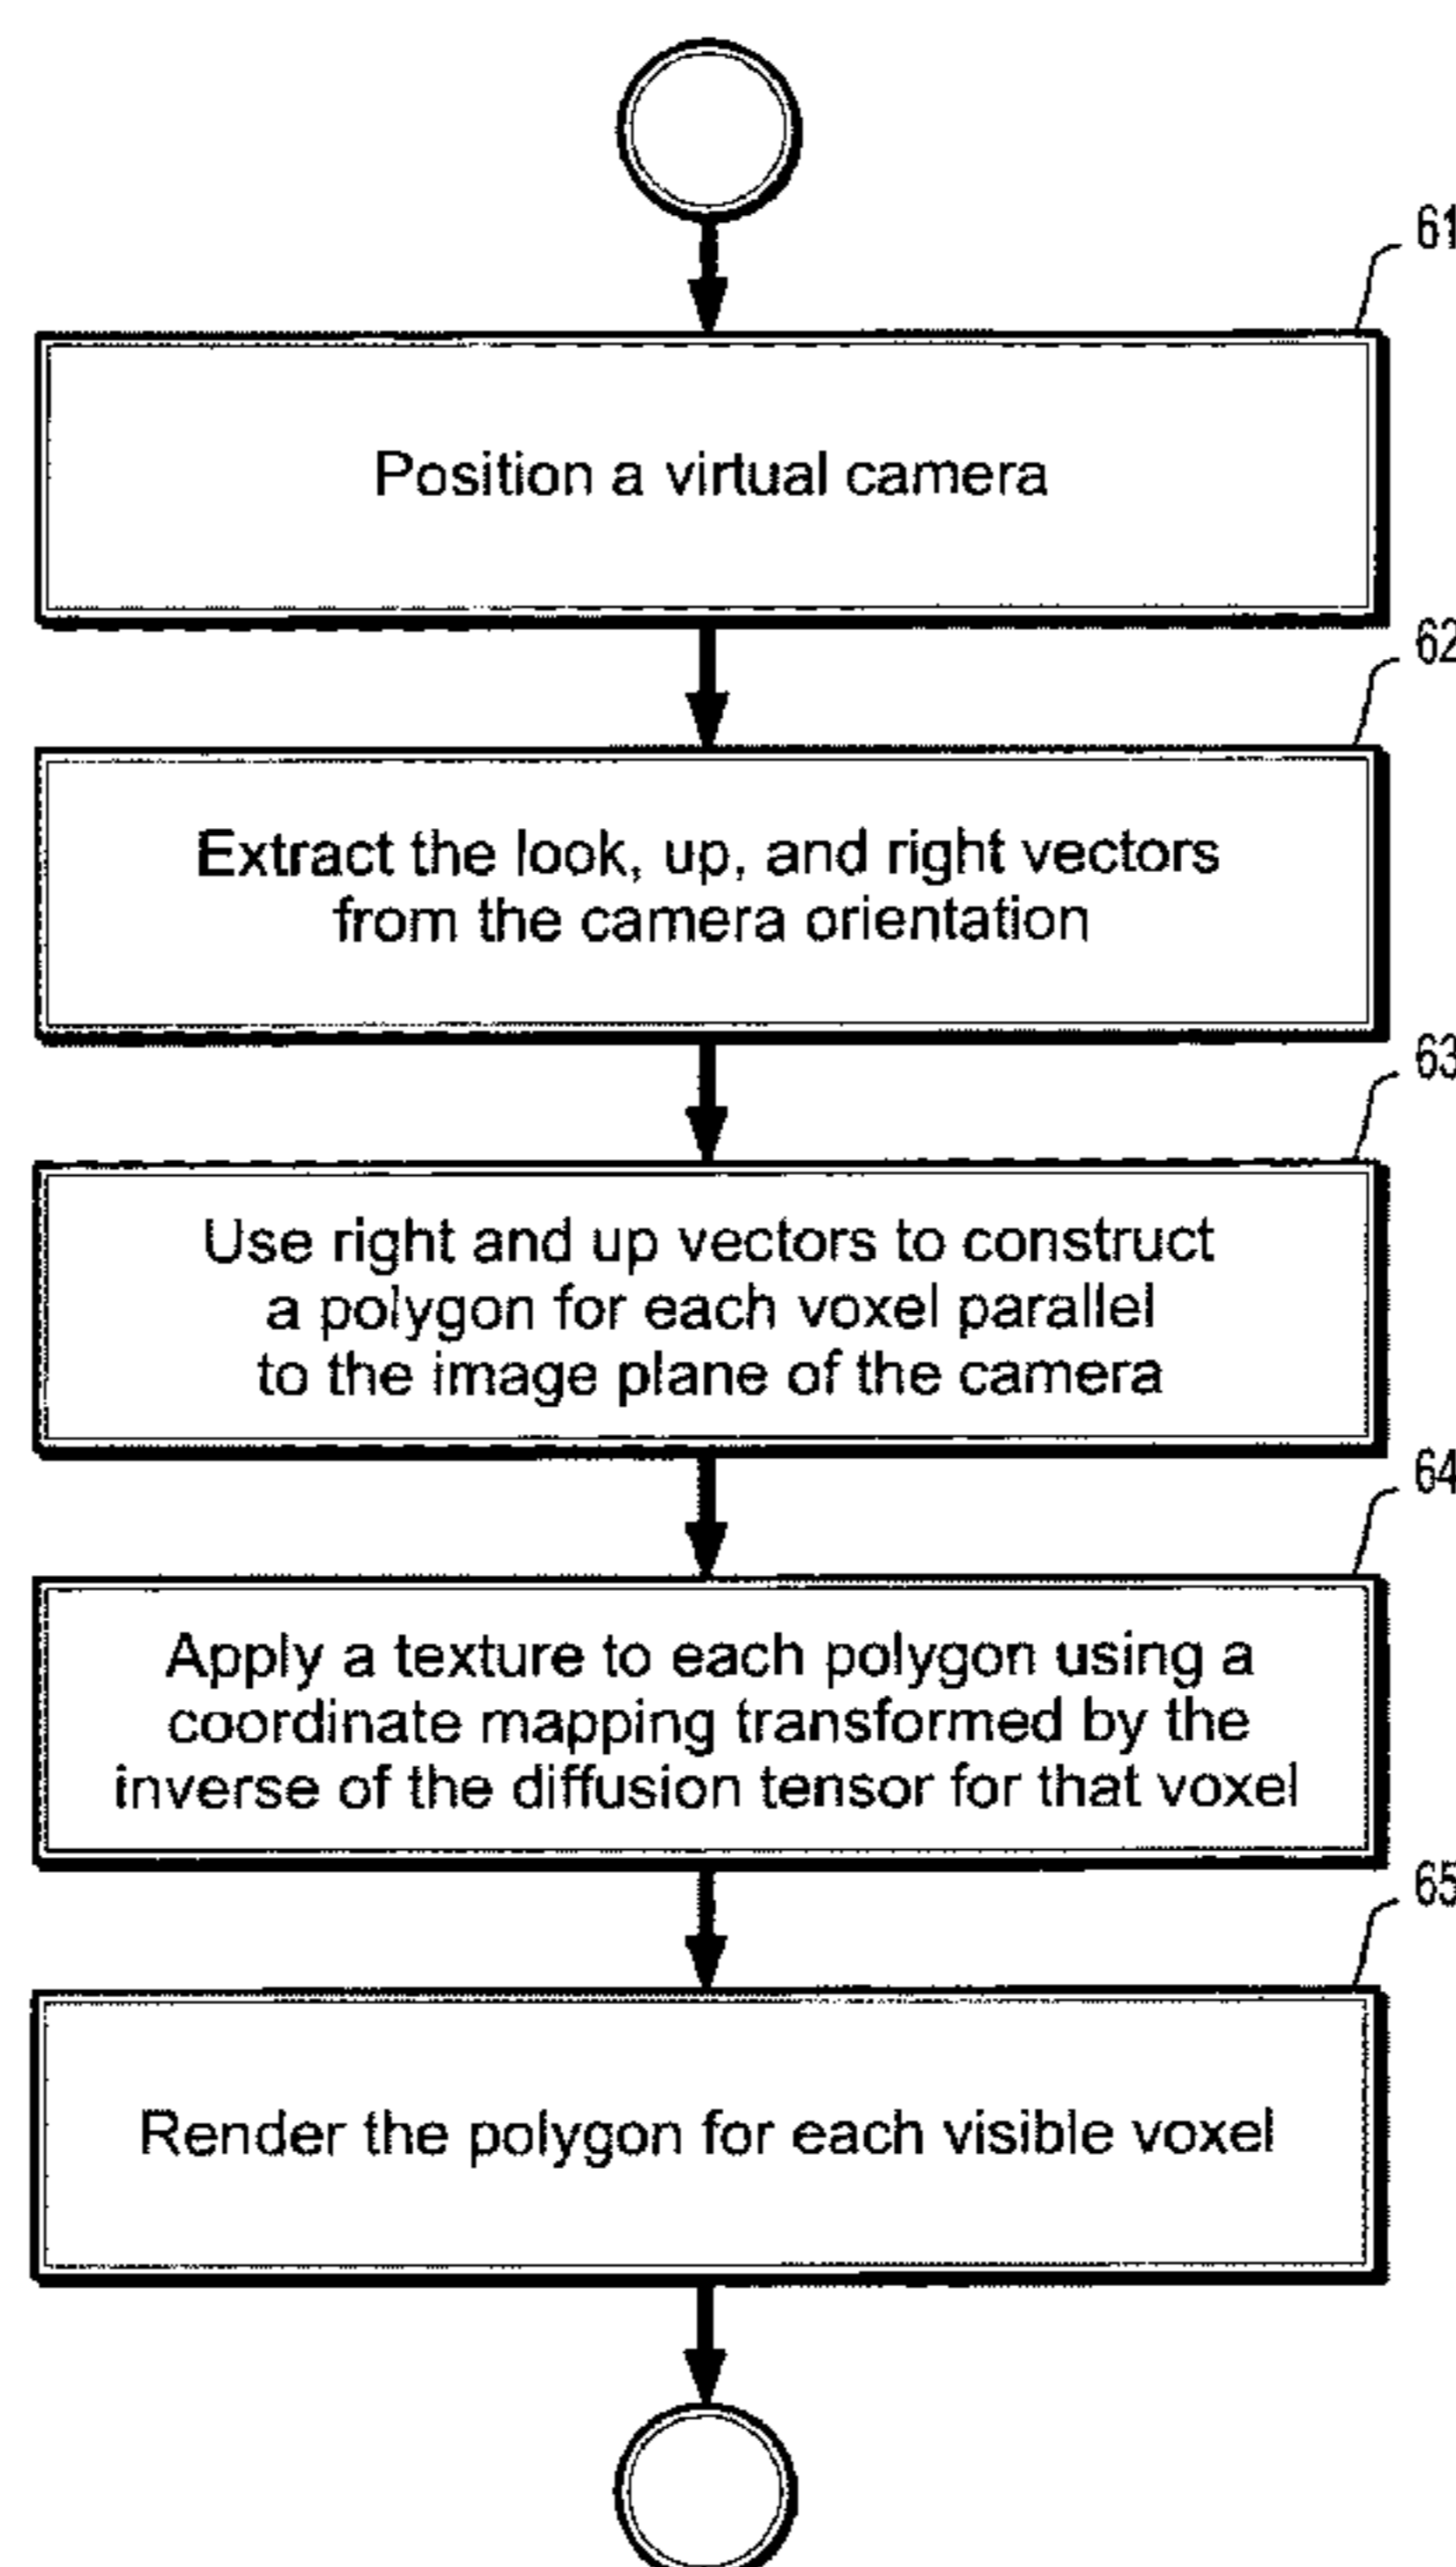 61
Position a virtual camera
62
Extract the look, up, and right vectors
from the camera orientation
63
Use right and up vectors to construct
a polygon for each voxel parallel
to the image plane of the camera
64
Apply a texture to each polygon using a
coordinate mapping transformed by the
inverse of the diffusion tensor for that voxel
65
Render the polygon for each visible voxel